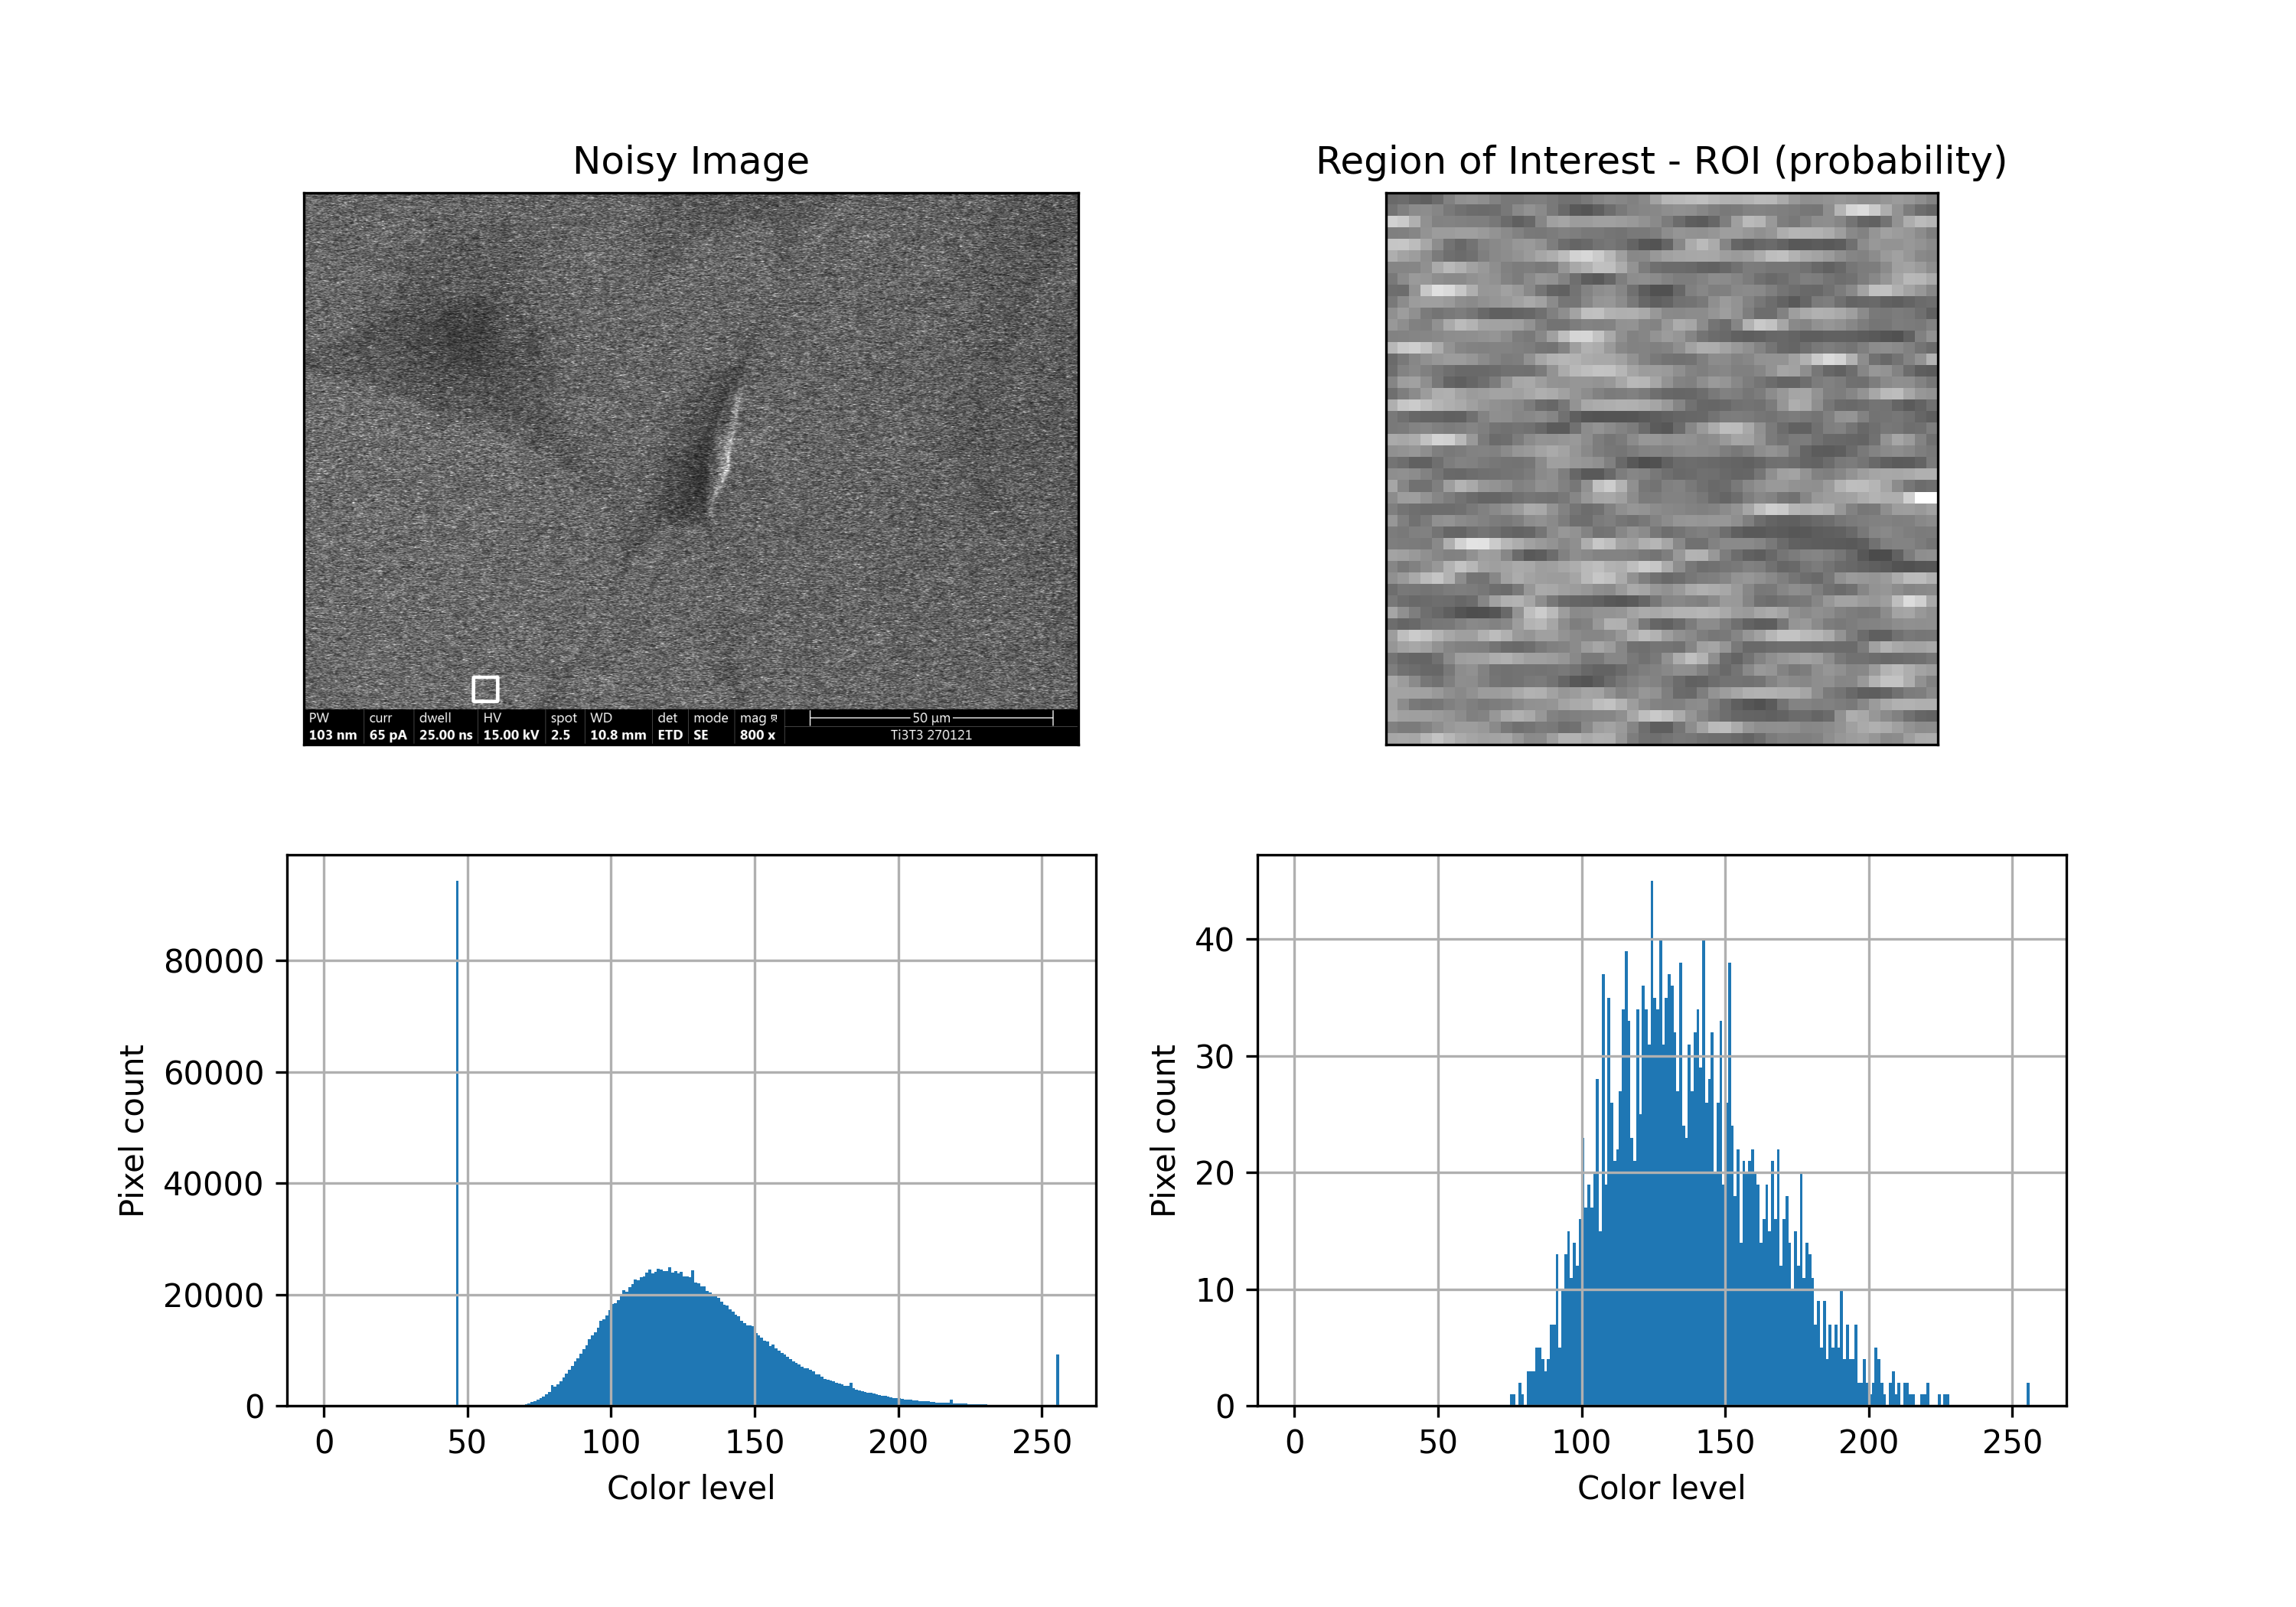 Noisy Image
Region of Interest - ROI (probability)
PW curr dwell HV spot WD det mode mag
103 nm 65 pA 25.00 ns 15.00 kV 2.5 10.8 mm ETD SE 800 x
50 µm
Ti3T3 270121
Pixel count
80000
60000
40000
20000
0
0 50 100 150 200 250
Color level
Pixel count
40
30
20
10
0
0 50 100 150 200 250
Color level